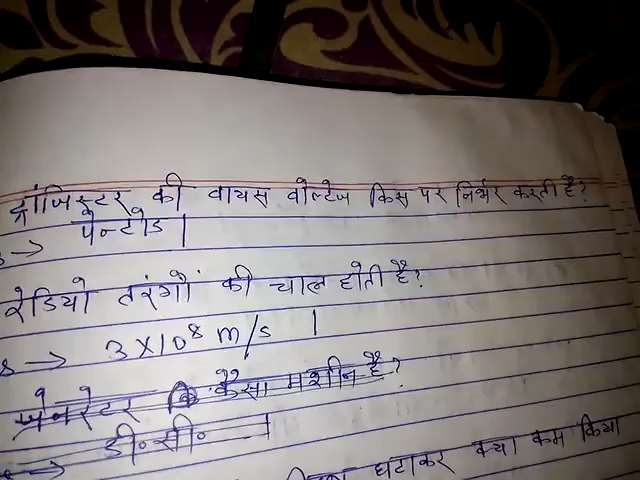 ट्रांजिस्टर की वायस वोल्टेज किस पर निर्भर करती है?
→ पेन्टोड |
रेडियो तरंगों की चाल होती है?
→ 3×10⁸ m/s |
जेनरेटर कैसा मशीन है?
→ डी॰ सी॰ |
घटाकर क्या कम किया